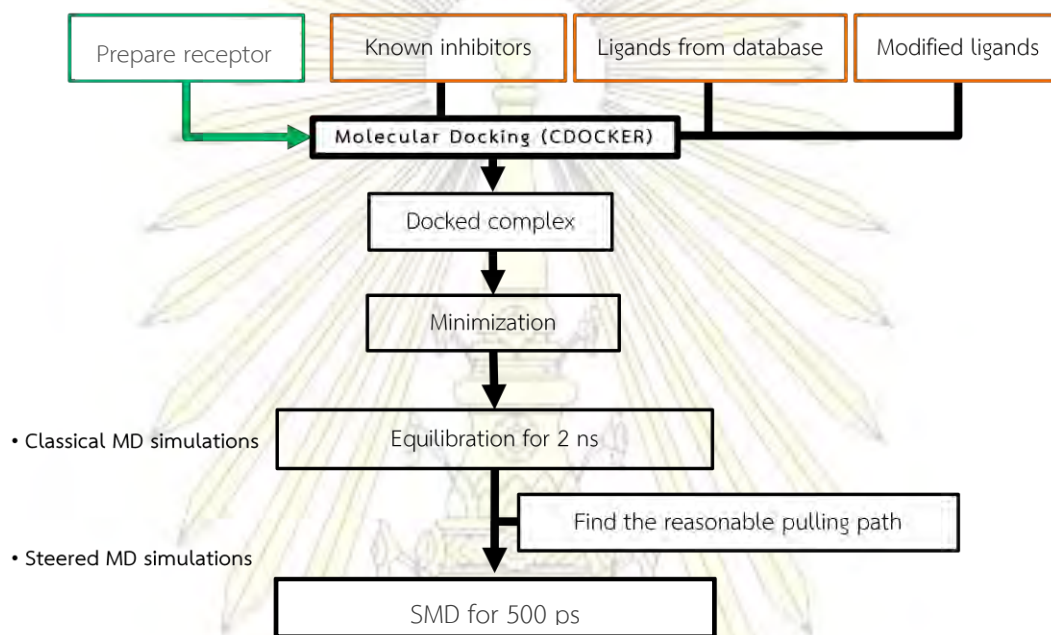 Prepare receptor
Known inhibitors
Ligands from database
Modified ligands
Molecular Docking (CDOCKER)
Docked complex
Minimization
• Classical MD simulations
Equilibration for 2 ns
Find the reasonable pulling path
• Steered MD simulations
SMD for 500 ps